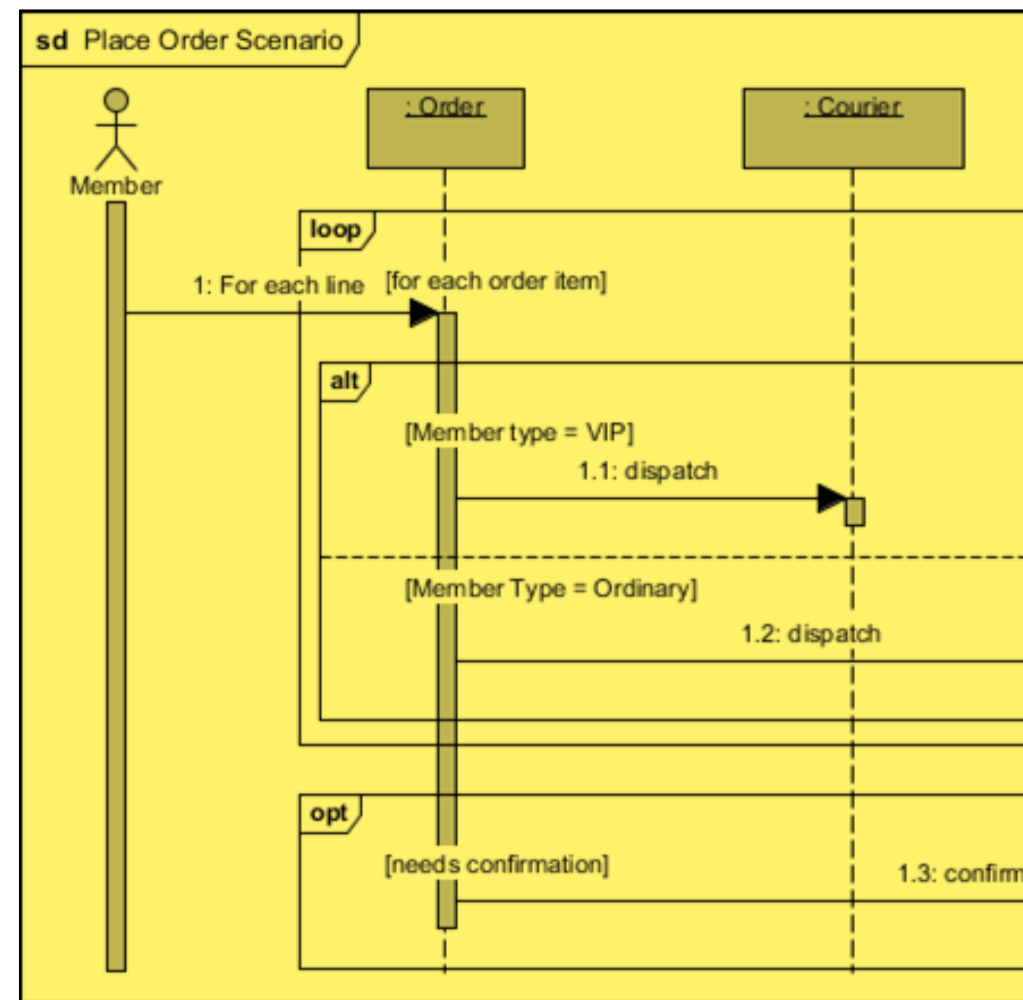 sd Place Order Scenario
: Order
: Courier
Member
loop
1: For each line
[for each order item]
alt
[Member type = VIP]
1.1: dispatch
[Member Type = Ordinary]
1.2: dispatch
opt
[needs confirmation]
1.3: confirm